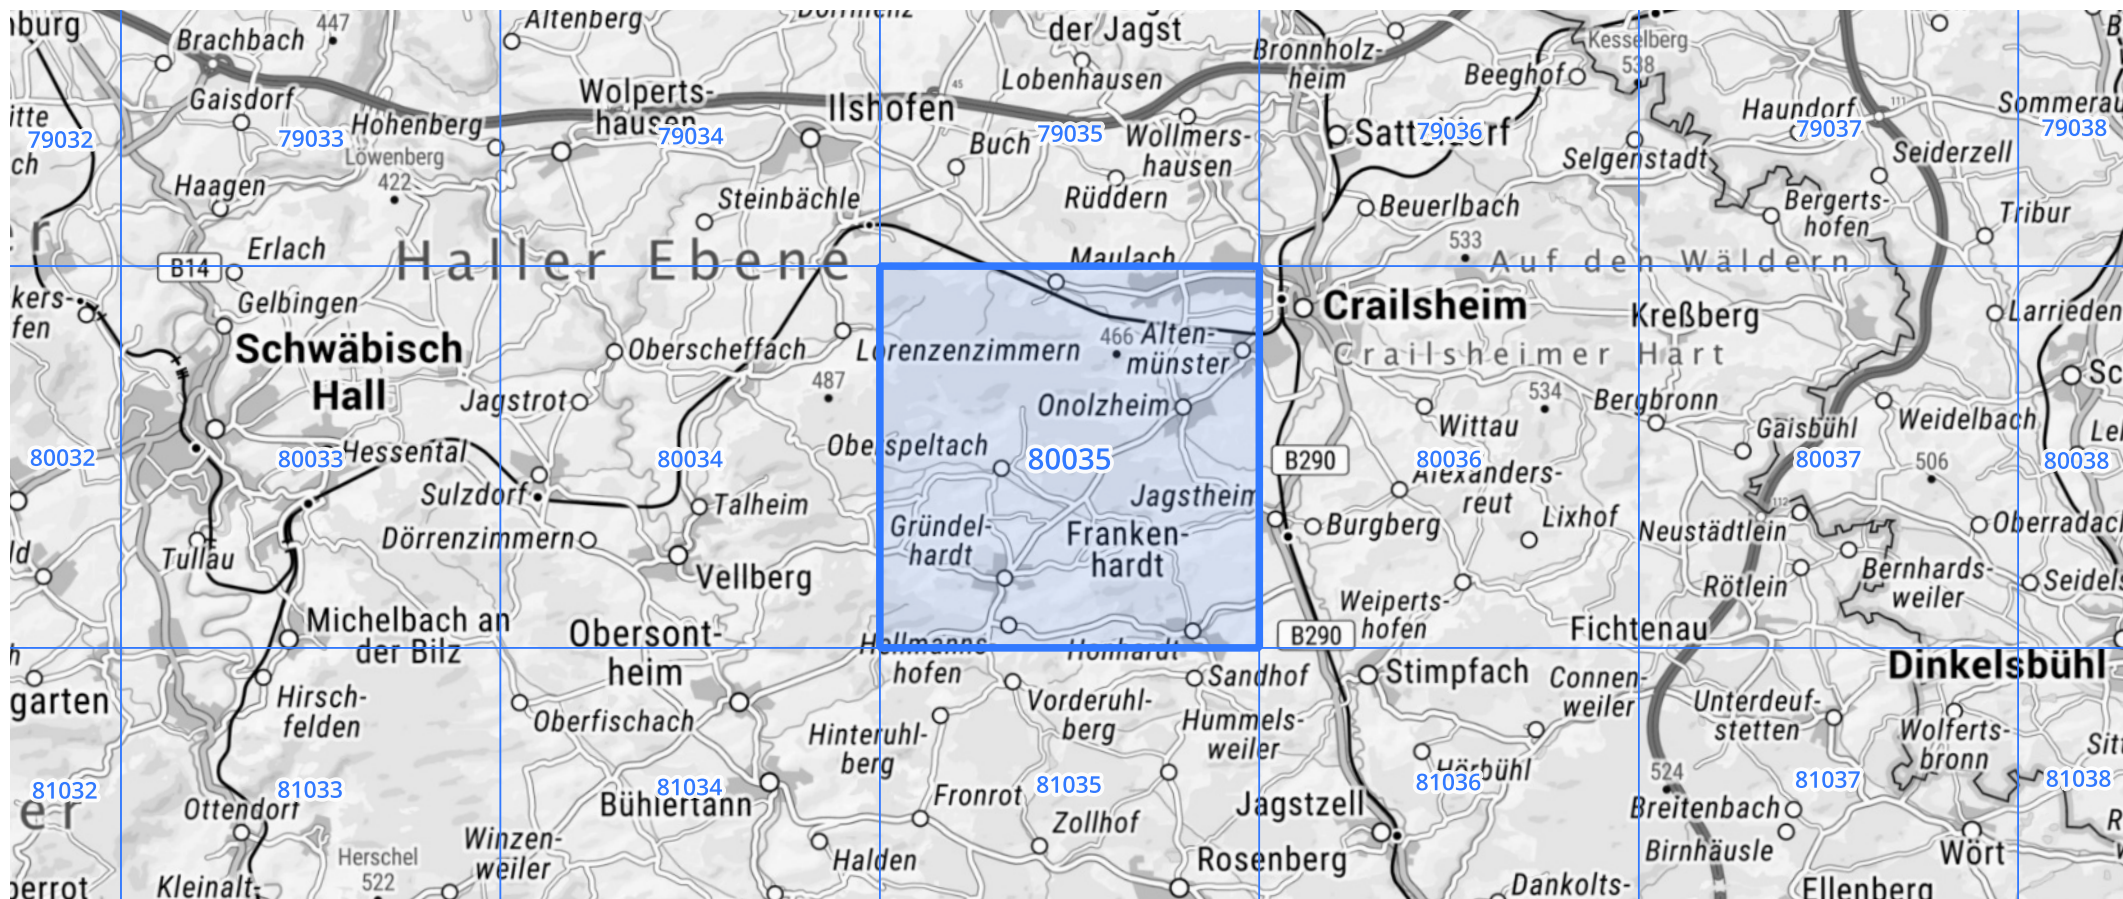 447
Altenberg
der Jagst
Brachbach
Bronnholz-
heim
Kesselberg
538
Lobenhausen
Beeghof
Gaisdorf
Wolperts-
hausen
Ilshofen
45
111
Haundorf
Hohenberg
Wollmers-
hausen
Buch
79032
79033
79034
79035
79036
79037
79038
Löwenberg
422
Selgenstadt
Seiderzell
Haagen
Steinbächle
Rüddern
Beuerlbach
Bergerts-
hofen
Tribur
Erlach
Haller Ebene
Maulach
533
Auf den Wäldern
B14
Gelbingen
Crailsheim
Kreßberg
Larrieden
Schwäbisch
Hall
Oberscheffach
Lorenzenzimmern
466
Alten-
münster
Crailsheimer Hart
Jagstrot
487
Onolzheim
534
Bergbronn
Wittau
Gaisbühl
Weidelbach
Hessental
Oberspeltach
80032
80033
80034
80035
B290
80036
80037
80038
506
Alexanders-
reut
Sulzdorf
Talheim
Jagstheim
112
Lixhof
Dörrenzimmern
Gründel-
hardt
Franken-
hardt
Burgberg
Neustädtlein
Tullau
Vellberg
Rötlein
Bernhards-
weiler
Michelbach an
der Bilz
Obersont-
heim
Weiperts-
hofen
B290
Fichtenau
Honhardt
hofen
Sandhof
Stimpfach
Connen-
weiler
Dinkelsbühl
garten
Hirsch-
felden
Oberfischach
Hinteruhl-
berg
Vorderuhl-
berg
Hummels-
weiler
Unterdeuf-
stetten
Wolferts-
bronn
81032
81033
81034
81035
81036
81037
81038
Hörbühl
524
Ottendorf
Bühlertann
Fronrot
Jagstzell
Breitenbach
Zollhof
Winzen-
weiler
Herschel
522
Halden
Rosenberg
Birnhäusle
Wört
Kleinalt-
Dankolts-
Ellenberg